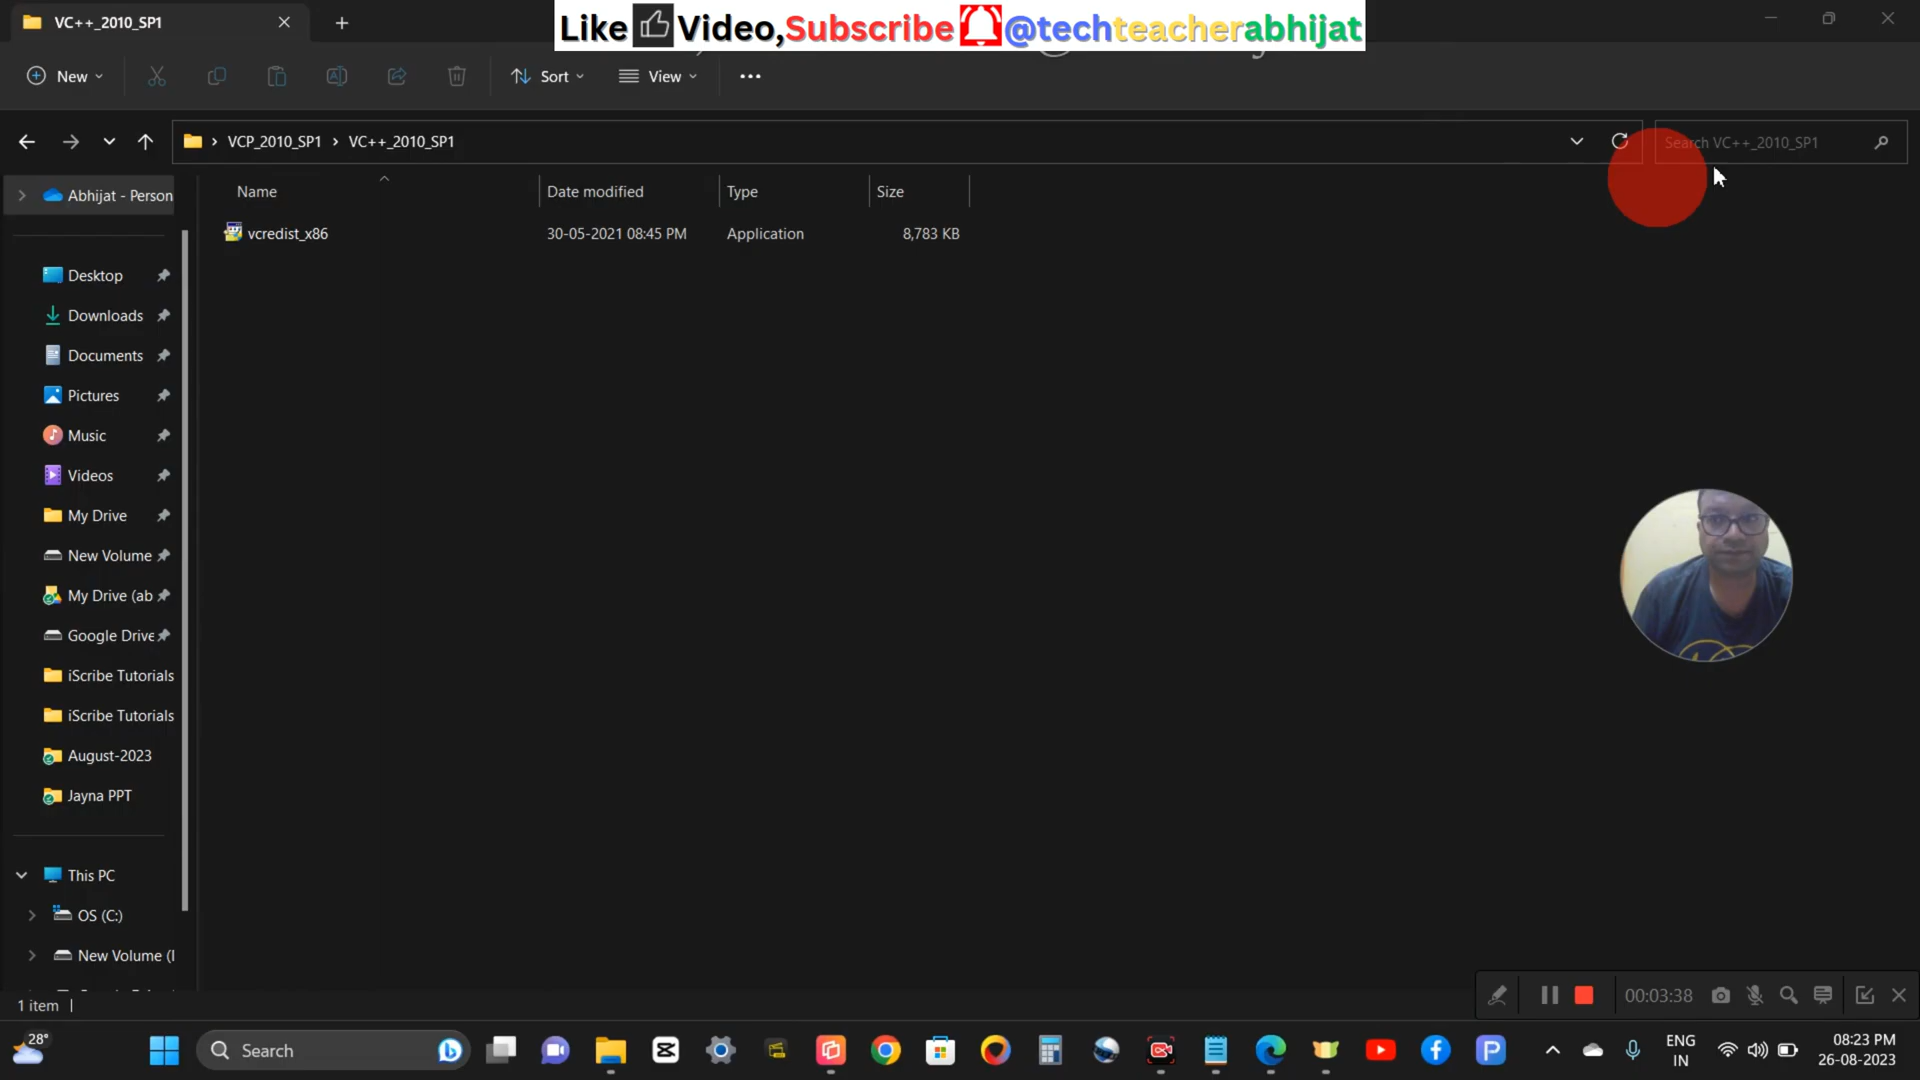 VC++_2010_SP1
Like Video,Subscribe @techteacherabhijat
New
Sort
View
VCP_2010_SP1 › VC++_2010_SP1
Search VC++_2010_SP1
Abhijat - Person
Name
Date modified
Type
Size
vcredist_x86
30-05-2021 08:45 PM
Application
8,783 KB
Desktop
Downloads
Documents
Pictures
Music
Videos
My Drive
New Volume
My Drive (ab
Google Drive
iScribe Tutorials
iScribe Tutorials
August-2023
Jayna PPT
This PC
OS (C:)
New Volume (
1 item
00:03:38
28°
Search
ENG
IN
08:23 PM
26-08-2023